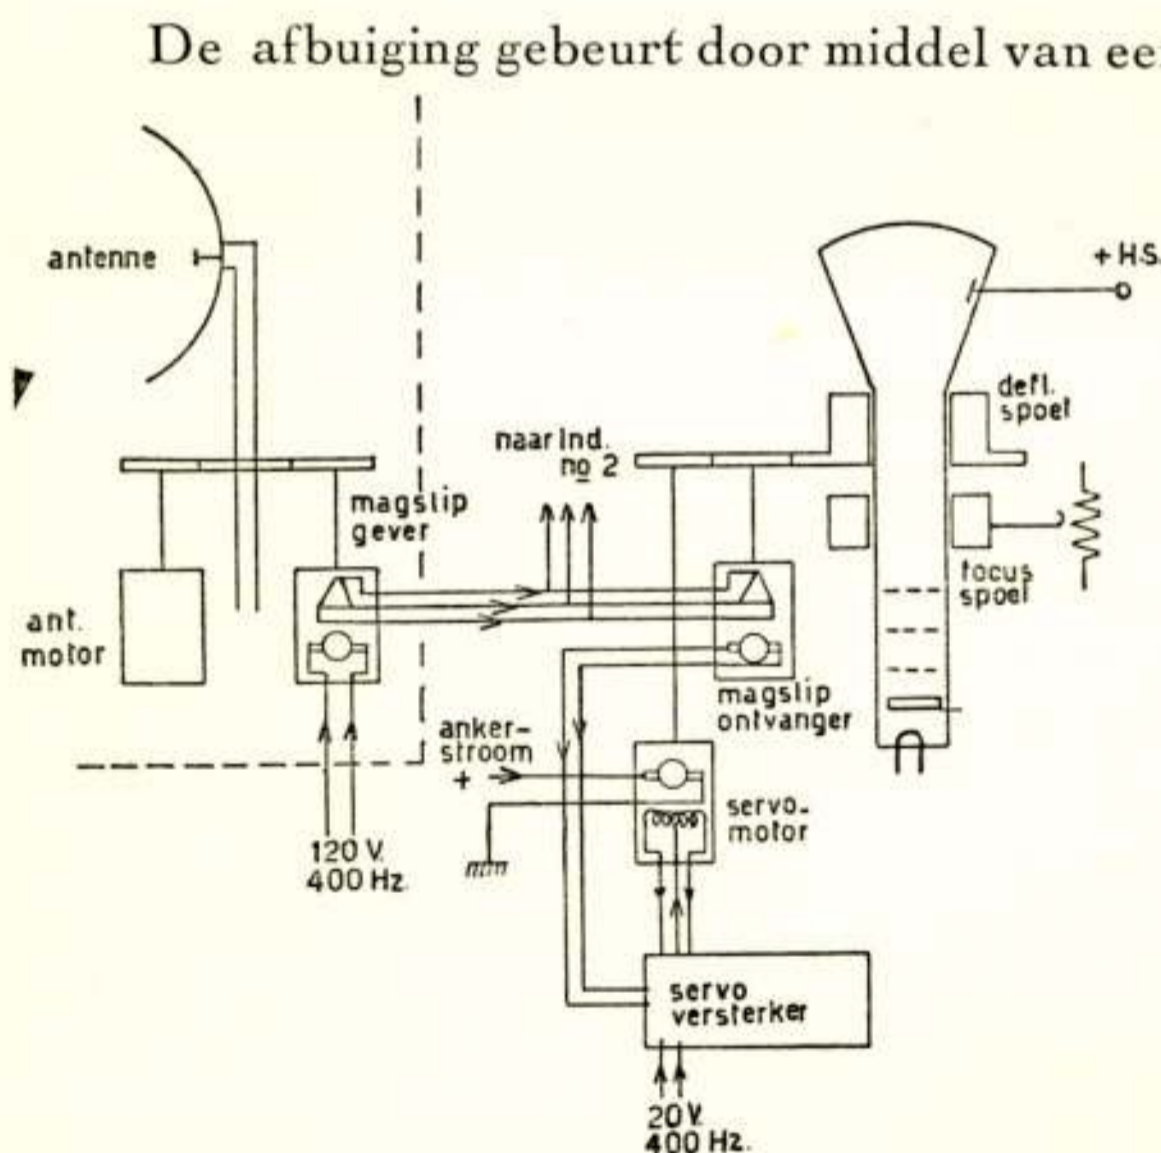 De afbuiging gebeurt door middel van ee
antenne
+ H.S.
defl.
spoel
naar ind.
no 2
magslip
gever
focus
spoel
ant.
motor
magslip
ontvanger
anker-
stroom
+
servo-
motor
120 V.
400 Hz.
servo
versterker
20 V.
400 Hz.